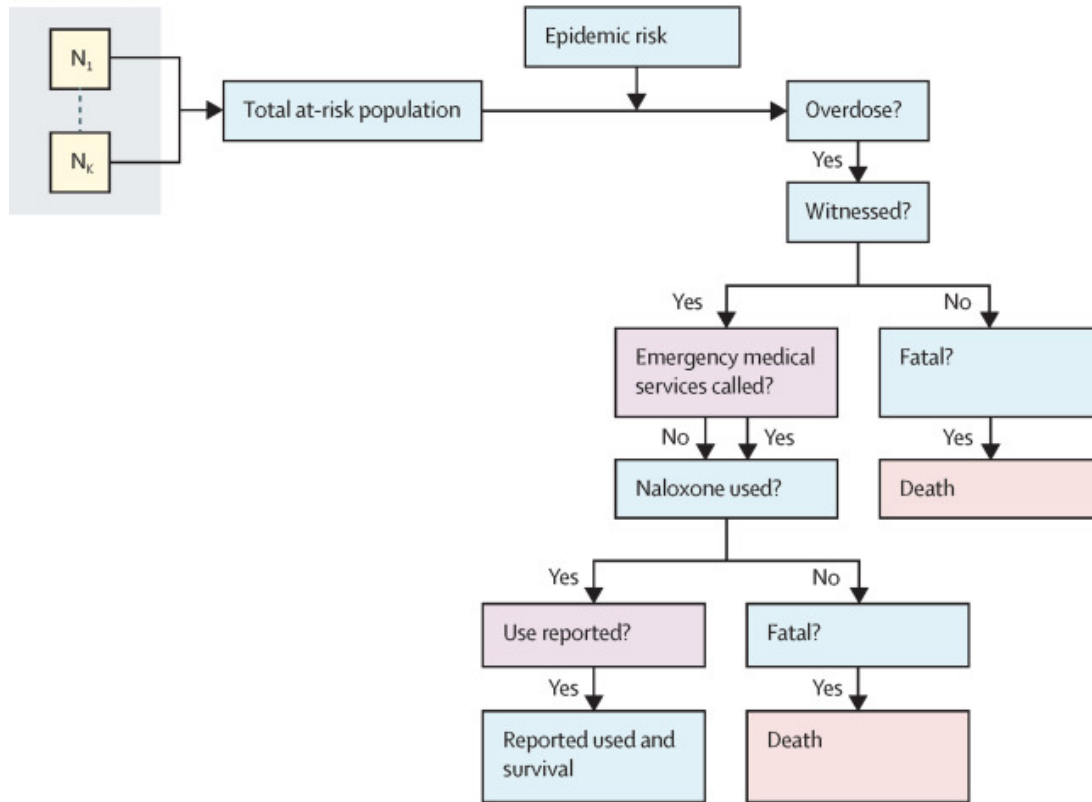 N1
Epidemic risk
Total at-risk population
Overdose?
NK
Yes
Witnessed?
Yes
No
Emergency medical
services called?
Fatal?
No
Yes
Yes
Naloxone used?
Death
Yes
No
Use reported?
Fatal?
Yes
Yes
Reported used and
survival
Death